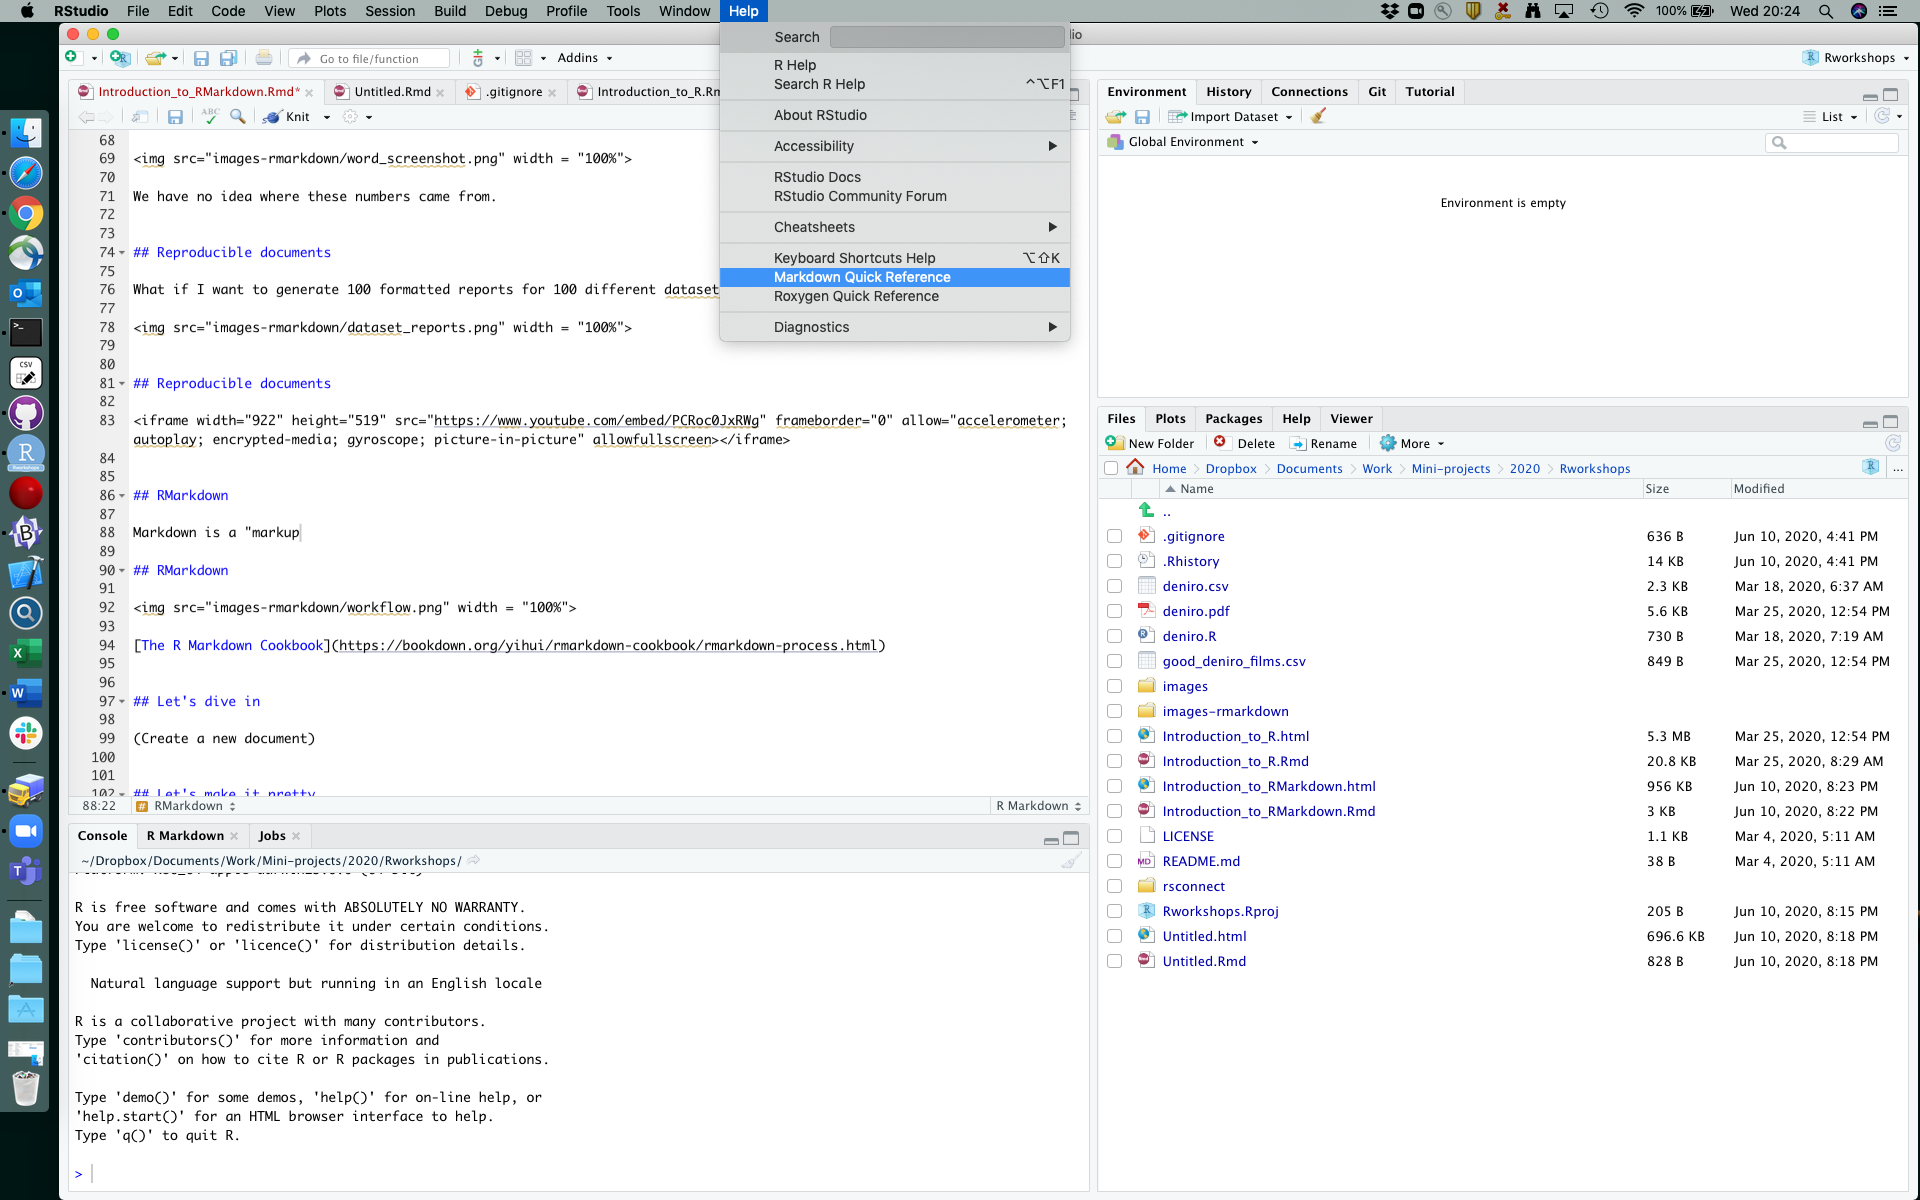 RStudio File Edit Code View Plots Session Build Debug Profile Tools Window Help 100% Wed 20:24
Go to file/function Addins Rworkshops
Introduction_to_RMarkdown.Rmd* Untitled.Rmd .gitignore Introduction_to_R.Rm
ABC Knit
68
69 <img src="images-rmarkdown/word_screenshot.png" width = "100%">
70
71 We have no idea where these numbers came from.
72
73
74 ## Reproducible documents
75
76 What if I want to generate 100 formatted reports for 100 different dataset
77
78 <img src="images-rmarkdown/dataset_reports.png" width = "100%">
79
80
81 ## Reproducible documents
82
83 <iframe width="922" height="519" src="https://www.youtube.com/embed/PCRoc0JxRWg" frameborder="0" allow="accelerometer;
autoplay; encrypted-media; gyroscope; picture-in-picture" allowfullscreen></iframe>
84
85
86 ## RMarkdown
87
88 Markdown is a "markup
89
90 ## RMarkdown
91
92 <img src="images-rmarkdown/workflow.png" width = "100%">
93
94 [The R Markdown Cookbook](https://bookdown.org/yihui/rmarkdown-cookbook/rmarkdown-process.html)
95
96
97 ## Let's dive in
98
99 (Create a new document)
100
101
102 ## Let's make it pretty
88:22 RMarkdown R Markdown
Search
R Help
Search R Help ^⌥F1
About RStudio
Accessibility
RStudio Docs
RStudio Community Forum
Cheatsheets
Keyboard Shortcuts Help ⌥⇧K
Markdown Quick Reference
Roxygen Quick Reference
Diagnostics
Console R Markdown Jobs
~/Dropbox/Documents/Work/Mini-projects/2020/Rworkshops/
R is free software and comes with ABSOLUTELY NO WARRANTY.
You are welcome to redistribute it under certain conditions.
Type 'license()' or 'licence()' for distribution details.
Natural language support but running in an English locale
R is a collaborative project with many contributors.
Type 'contributors()' for more information and
'citation()' on how to cite R or R packages in publications.
Type 'demo()' for some demos, 'help()' for on-line help, or
'help.start()' for an HTML browser interface to help.
Type 'q()' to quit R.
>
Environment History Connections Git Tutorial
Import Dataset List
Global Environment
Environment is empty
Files Plots Packages Help Viewer
New Folder Delete Rename More
Home Dropbox Documents Work Mini-projects 2020 Rworkshops ...
Name Size Modified
..
.gitignore 636 B Jun 10, 2020, 4:41 PM
.Rhistory 14 KB Jun 10, 2020, 4:41 PM
deniro.csv 2.3 KB Mar 18, 2020, 6:37 AM
deniro.pdf 5.6 KB Mar 25, 2020, 12:54 PM
deniro.R 730 B Mar 18, 2020, 7:19 AM
good_deniro_films.csv 849 B Mar 25, 2020, 12:54 PM
images
images-rmarkdown
Introduction_to_R.html 5.3 MB Mar 25, 2020, 12:54 PM
Introduction_to_R.Rmd 20.8 KB Mar 25, 2020, 8:29 AM
Introduction_to_RMarkdown.html 956 KB Jun 10, 2020, 8:23 PM
Introduction_to_RMarkdown.Rmd 3 KB Jun 10, 2020, 8:22 PM
LICENSE 1.1 KB Mar 4, 2020, 5:11 AM
README.md 38 B Mar 4, 2020, 5:11 AM
rsconnect
Rworkshops.Rproj 205 B Jun 10, 2020, 8:15 PM
Untitled.html 696.6 KB Jun 10, 2020, 8:18 PM
Untitled.Rmd 828 B Jun 10, 2020, 8:18 PM